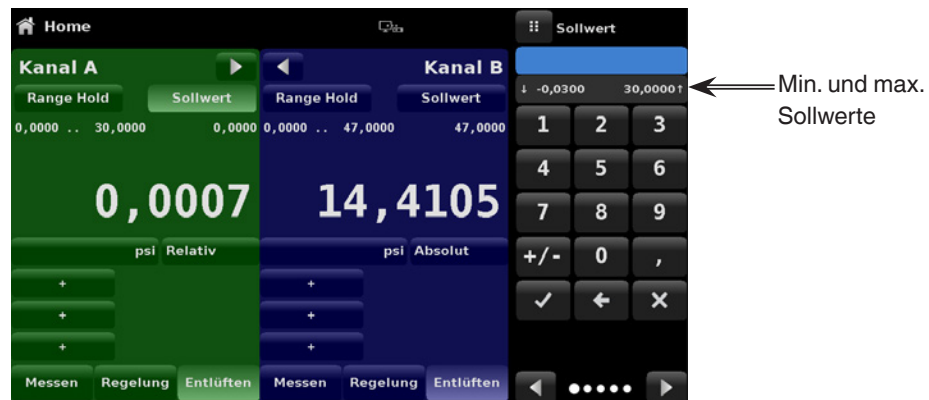 Home
Kanal A
Range Hold Sollwert
0,0000 .. 30,0000 0,0000
0,0007
psi Relativ
+
+
+
Messen Regelung Entlüften
Kanal B
Range Hold Sollwert
0,0000 .. 47,0000 47,0000
14,4105
psi Absolut
+
+
+
Messen Regelung Entlüften
Sollwert
↓ -0,0300 30,0000↑
1 2 3
4 5 6
7 8 9
+/- 0 ,
Min. und max.
Sollwerte